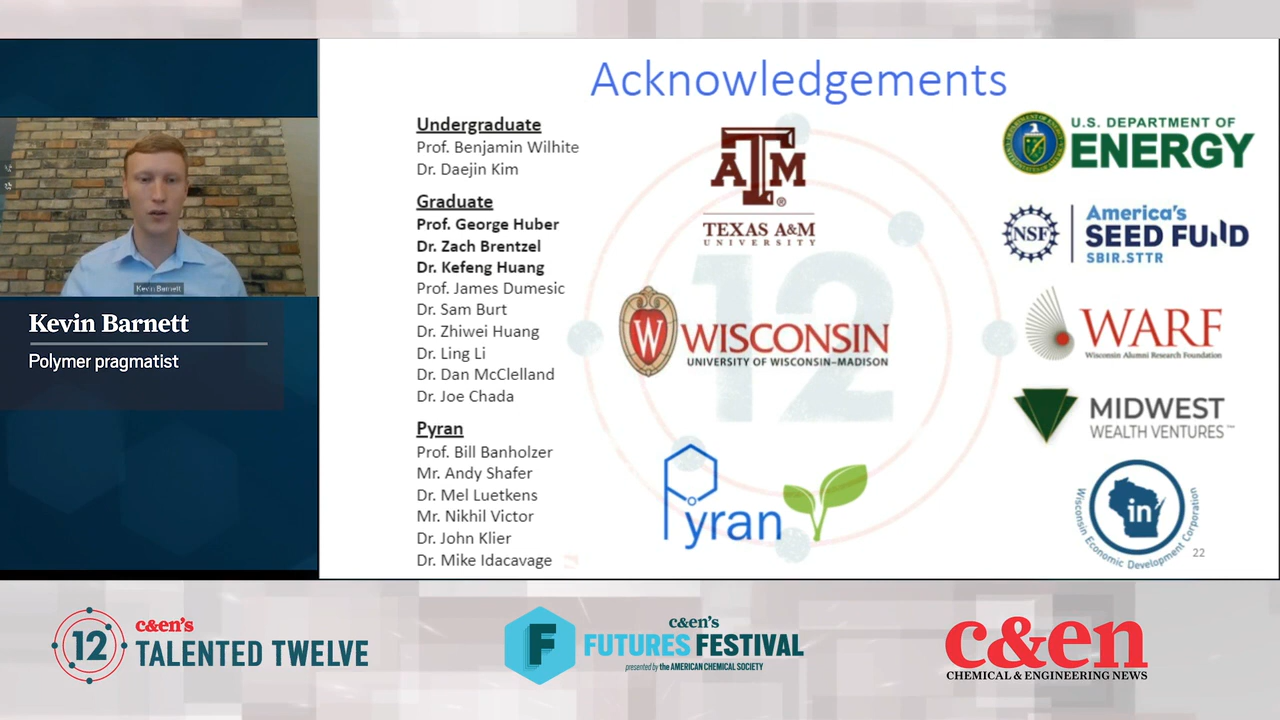 Acknowledgements
Undergraduate
Prof. Benjamin Wilhite
Dr. Daejin Kim
Graduate
Prof. George Huber
Dr. Zach Brentzel
Dr. Kefeng Huang
Prof. James Dumesic
Dr. Sam Burt
Dr. Zhiwei Huang
Dr. Ling Li
Dr. Dan McClelland
Dr. Joe Chada
Pyran
Prof. Bill Banholzer
Mr. Andy Shafer
Dr. Mel Luetkens
Mr. Nikhil Victor
Dr. John Klier
Dr. Mike Idacavage
ATM
®
TEXAS A&M
UNIVERSITY
12
W
WISCONSIN
UNIVERSITY OF WISCONSIN–MADISON
Pyran
U.S. DEPARTMENT OF
ENERGY
NSF
America's
SEED FUND
SBIR.STTR
WARF
Wisconsin Alumni Research Foundation
MIDWEST
WEALTH VENTURES
in
Wisconsin Economic Development Corporation
22
Kevin Barnett
Kevin Barnett
Polymer pragmatist
12
c&en's
TALENTED TWELVE
F
c&en's
FUTURES FESTIVAL
presented by the AMERICAN CHEMICAL SOCIETY
c&en
CHEMICAL & ENGINEERING NEWS